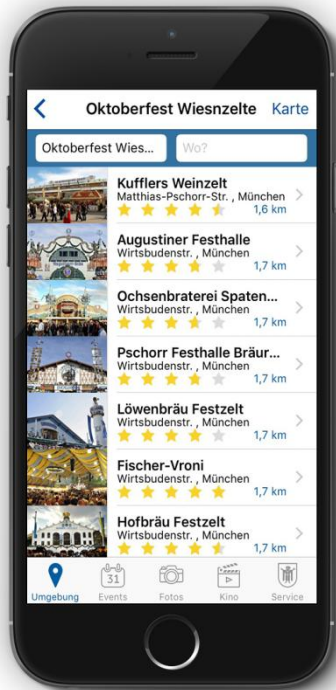 Oktoberfest Wiesnzelte Karte
Oktoberfest Wies... Wo?
Kufflers Weinzelt
Matthias-Pschorr-Str. , München
1,6 km
Augustiner Festhalle
Wirtsbudenstr. , München
1,7 km
Ochsenbraterei Spaten...
Wirtsbudenstr. , München
1,7 km
Pschorr Festhalle Bräur...
Wirtsbudenstr. , München
1,7 km
Löwenbräu Festzelt
Wirtsbudenstr. , München
1,7 km
Fischer-Vroni
Wirtsbudenstr. , München
1,7 km
Hofbräu Festzelt
Wirtsbudenstr. , München
1,7 km
31
Umgebung Events Fotos Kino Service